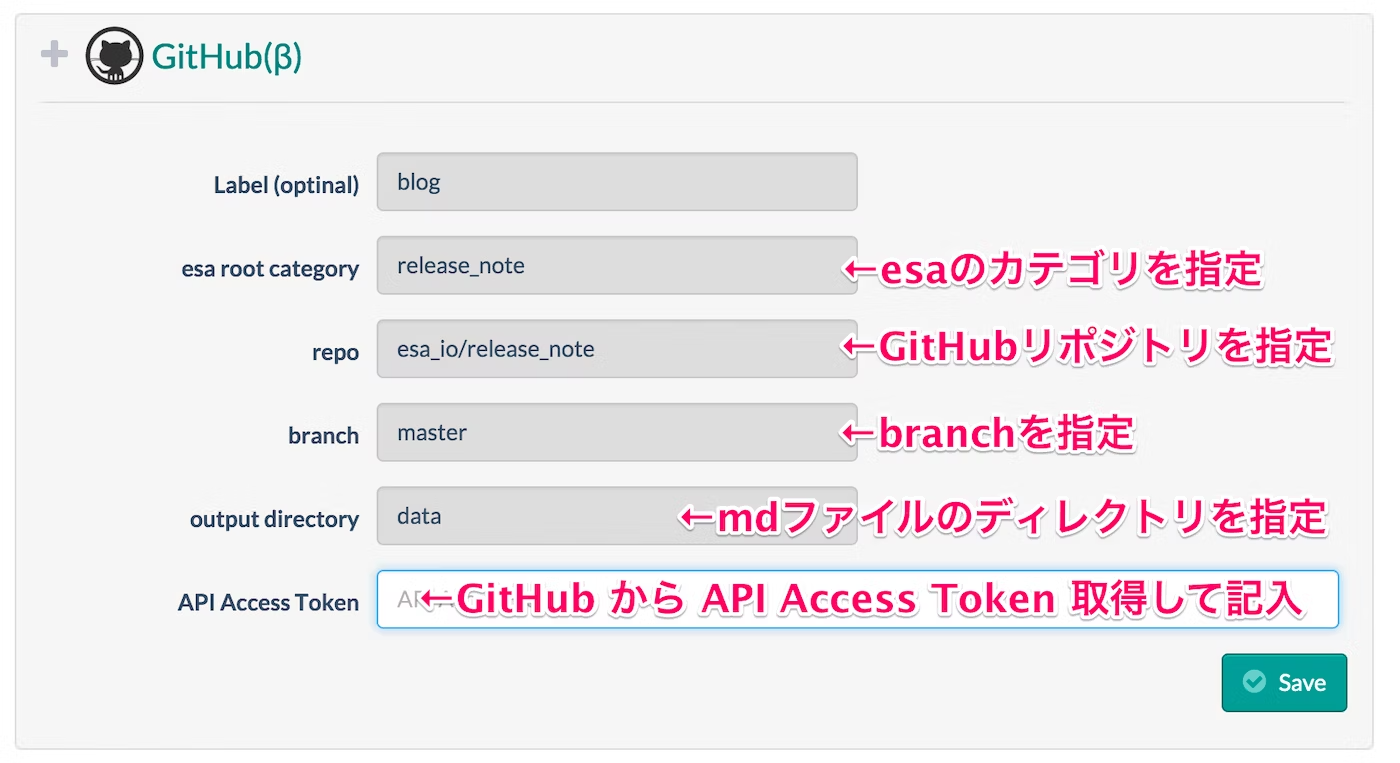 GitHub(β)
Label (optinal) blog
esa root category release_note ←esaのカテゴリを指定
repo esa_io/release_note ←GitHubリポジトリを指定
branch master ←branchを指定
output directory data ←mdファイルのディレクトリを指定
API Access Token ←GitHub から API Access Token 取得して記入
Save